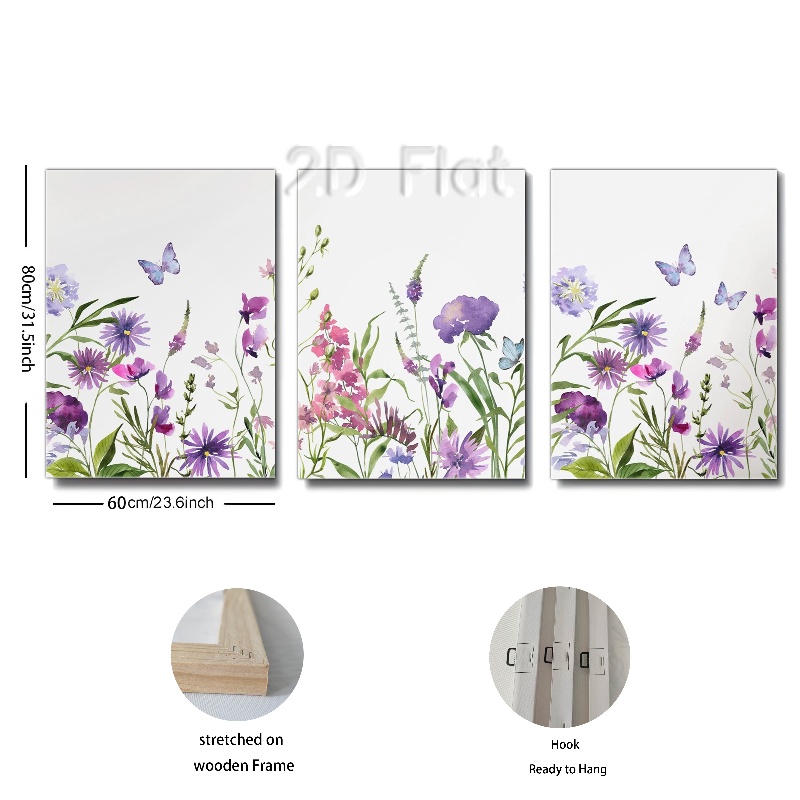 2D Flat
80cm/31.5inch
60cm/23.6inch
stretched on
wooden Frame
Hook
Ready to Hang